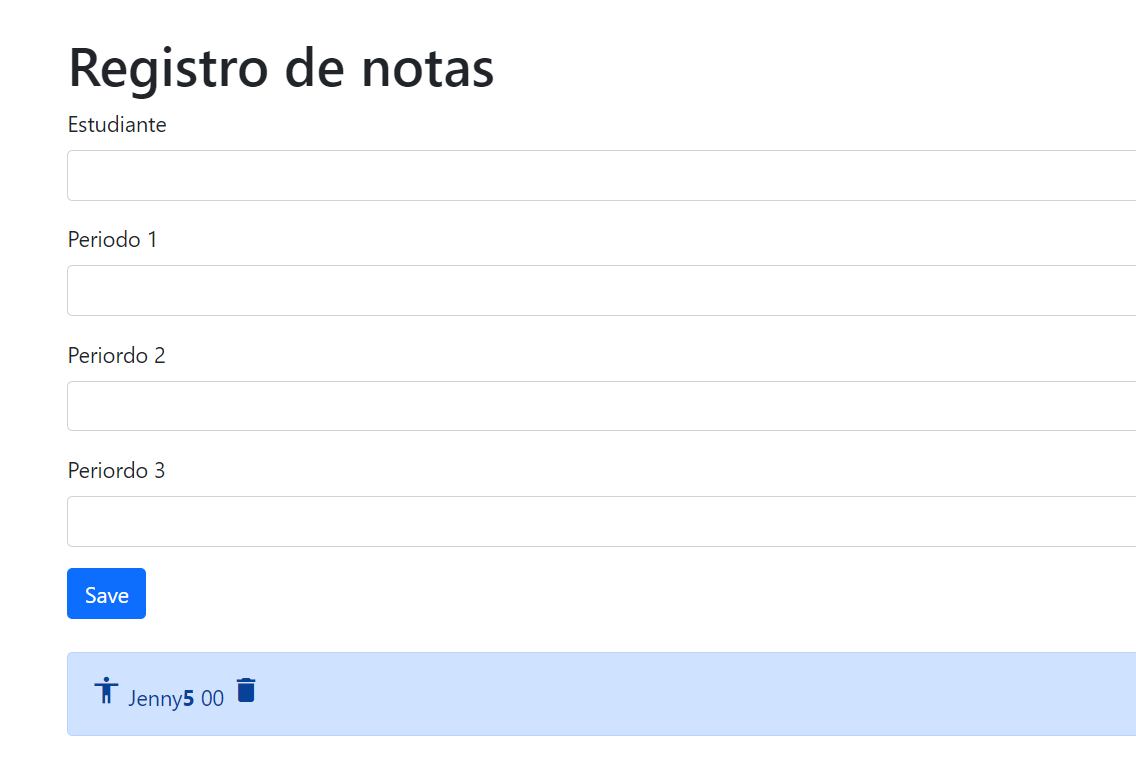 Registro de notas
Estudiante
Periodo 1
Periordo 2
Periordo 3
Save
Jenny5 00